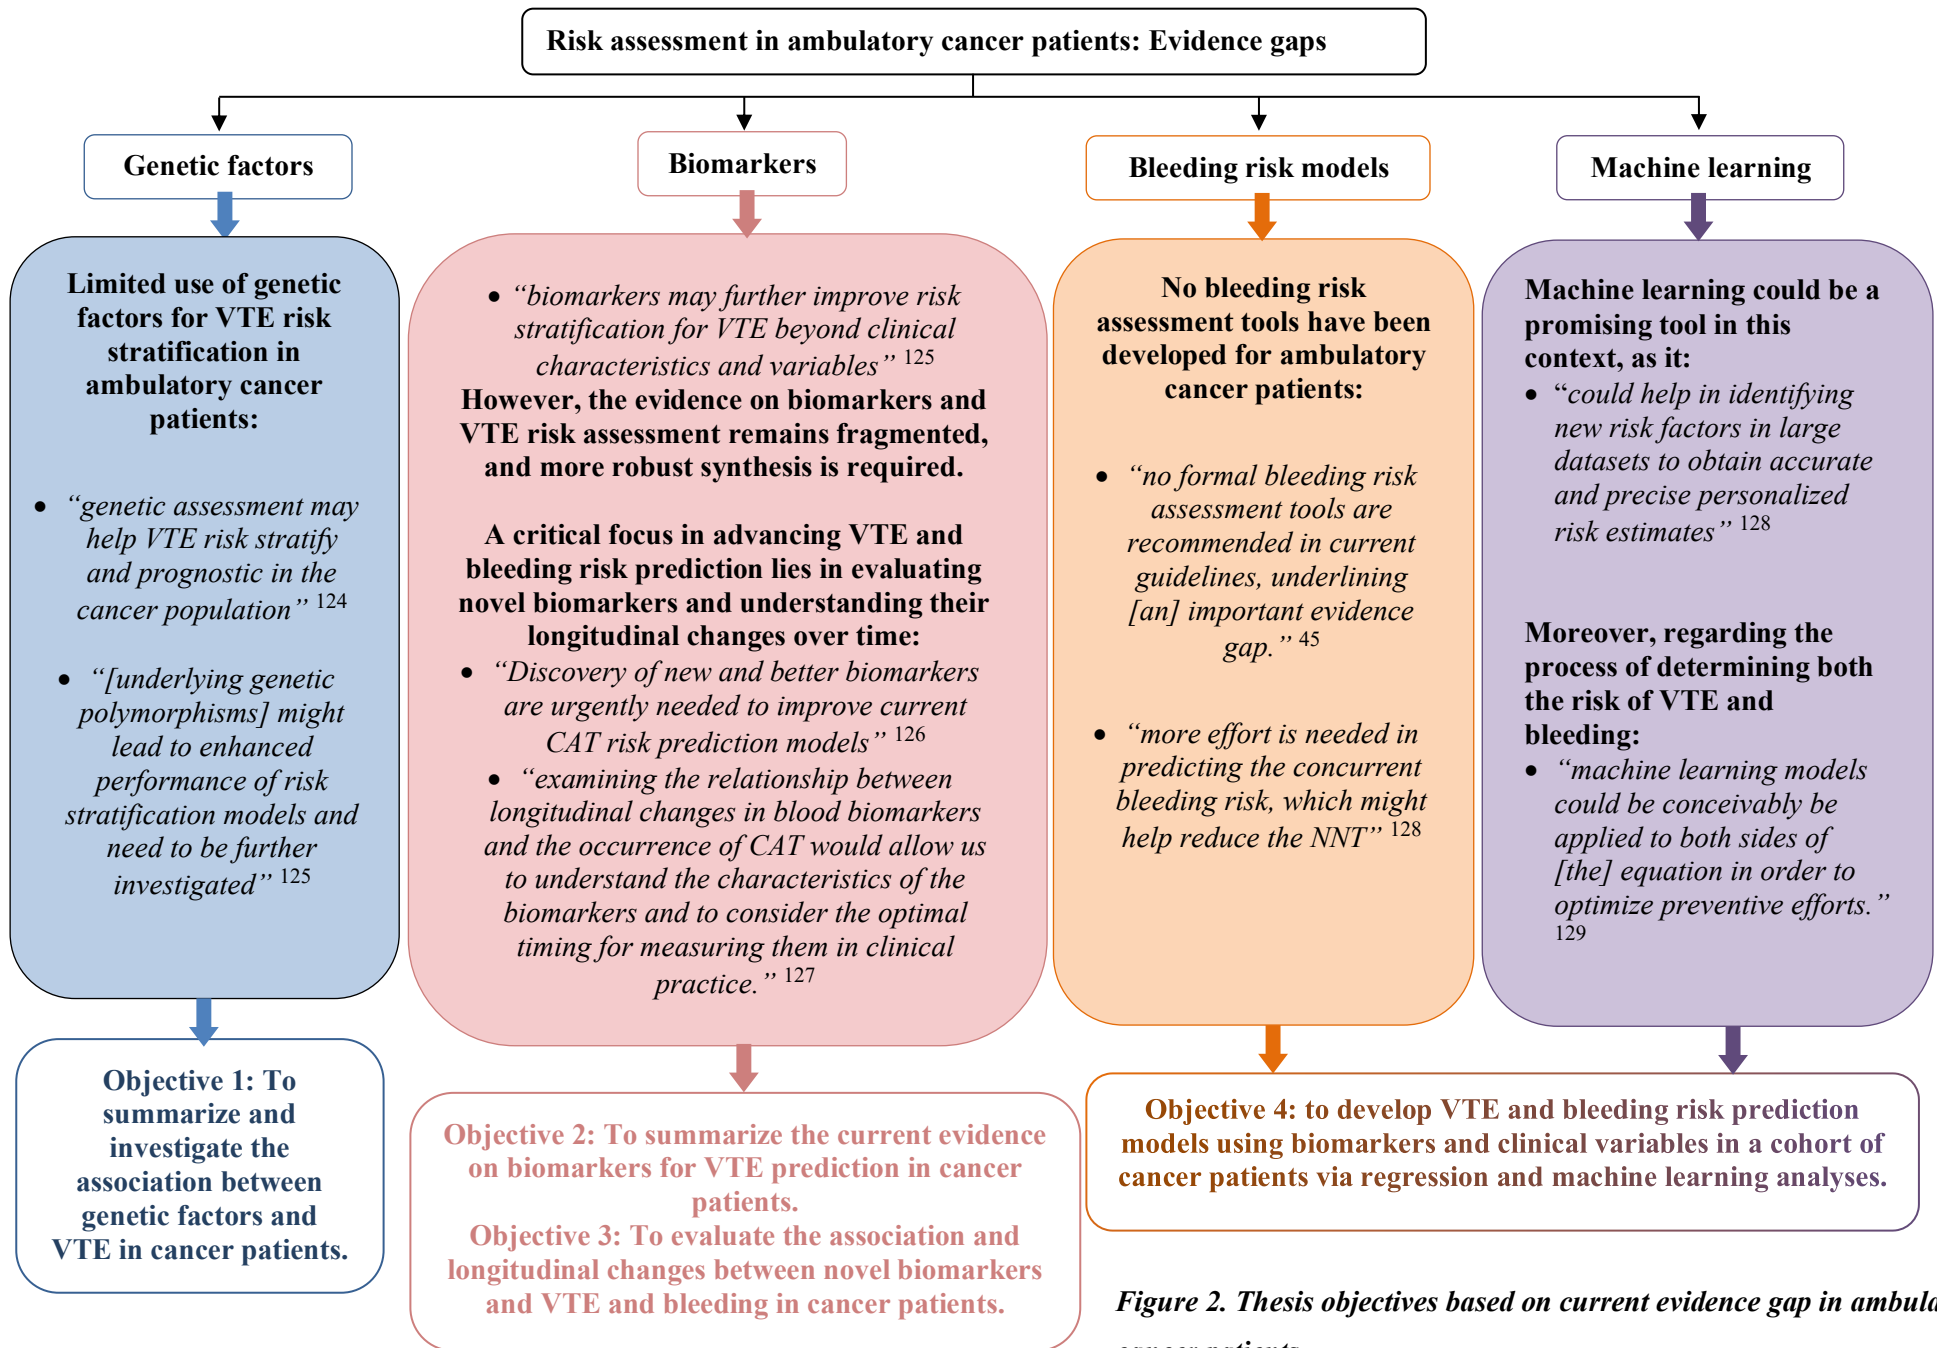 Risk assessment in ambulatory cancer patients: Evidence gaps
Genetic factors
Biomarkers
Bleeding risk models
Machine learning
Limited use of genetic
factors for VTE risk
stratification in
ambulatory cancer
patients:
• “genetic assessment may
help VTE risk stratify
and prognostic in the
cancer population” 124
• “[underlying genetic
polymorphisms] might
lead to enhanced
performance of risk
stratification models and
need to be further
investigated” 125
• “biomarkers may further improve risk
stratification for VTE beyond clinical
characteristics and variables” 125
However, the evidence on biomarkers and
VTE risk assessment remains fragmented,
and more robust synthesis is required.
A critical focus in advancing VTE and
bleeding risk prediction lies in evaluating
novel biomarkers and understanding their
longitudinal changes over time:
• “Discovery of new and better biomarkers
are urgently needed to improve current
CAT risk prediction models” 126
• “examining the relationship between
longitudinal changes in blood biomarkers
and the occurrence of CAT would allow us
to understand the characteristics of the
biomarkers and to consider the optimal
timing for measuring them in clinical
practice.” 127
No bleeding risk
assessment tools have been
developed for ambulatory
cancer patients:
• “no formal bleeding risk
assessment tools are
recommended in current
guidelines, underlining
[an] important evidence
gap.” 45
• “more effort is needed in
predicting the concurrent
bleeding risk, which might
help reduce the NNT” 128
Machine learning could be a
promising tool in this
context, as it:
• “could help in identifying
new risk factors in large
datasets to obtain accurate
and precise personalized
risk estimates” 128
Moreover, regarding the
process of determining both
the risk of VTE and
bleeding:
• “machine learning models
could be conceivably be
applied to both sides of
[the] equation in order to
optimize preventive efforts.”
129
Objective 1: To
summarize and
investigate the
association between
genetic factors and
VTE in cancer patients.
Objective 2: To summarize the current evidence
on biomarkers for VTE prediction in cancer
patients.
Objective 3: To evaluate the association and
longitudinal changes between novel biomarkers
and VTE and bleeding in cancer patients.
Objective 4: to develop VTE and bleeding risk prediction
models using biomarkers and clinical variables in a cohort of
cancer patients via regression and machine learning analyses.
Figure 2. Thesis objectives based on current evidence gap in ambul